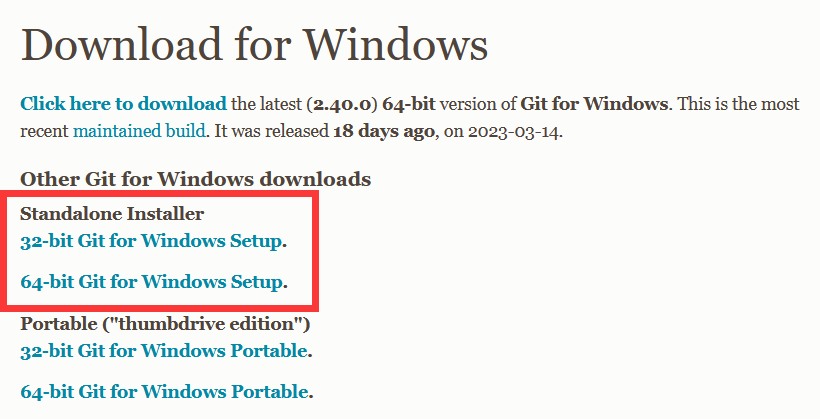 Download for Windows
Click here to download the latest (2.40.0) 64-bit version of Git for Windows. This is the most
recent maintained build. It was released 18 days ago, on 2023-03-14.
Other Git for Windows downloads
Standalone Installer
32-bit Git for Windows Setup.
64-bit Git for Windows Setup.
Portable ("thumbdrive edition")
32-bit Git for Windows Portable.
64-bit Git for Windows Portable.